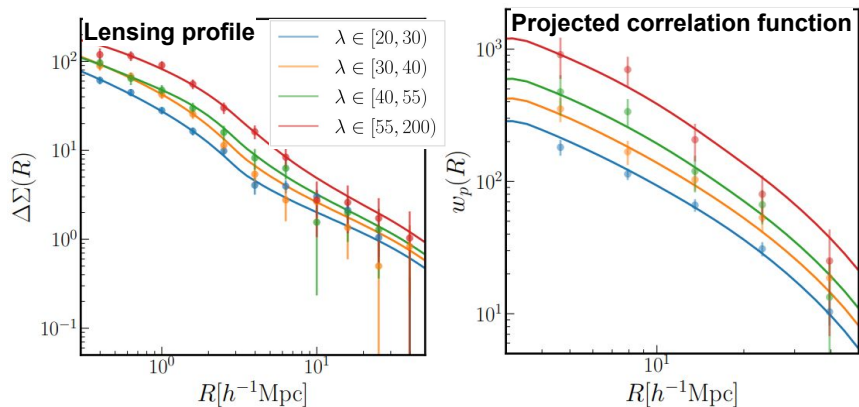 Lensing profile
λ ∈ [20, 30)
λ ∈ [30, 40)
λ ∈ [40, 55)
λ ∈ [55, 200)
ΔΣ(R)
10²
10¹
10⁰
10⁻¹
10⁰
10¹
R[h⁻¹Mpc]
Projected correlation function
w_p(R)
10³
10²
10¹
10¹
R[h⁻¹Mpc]